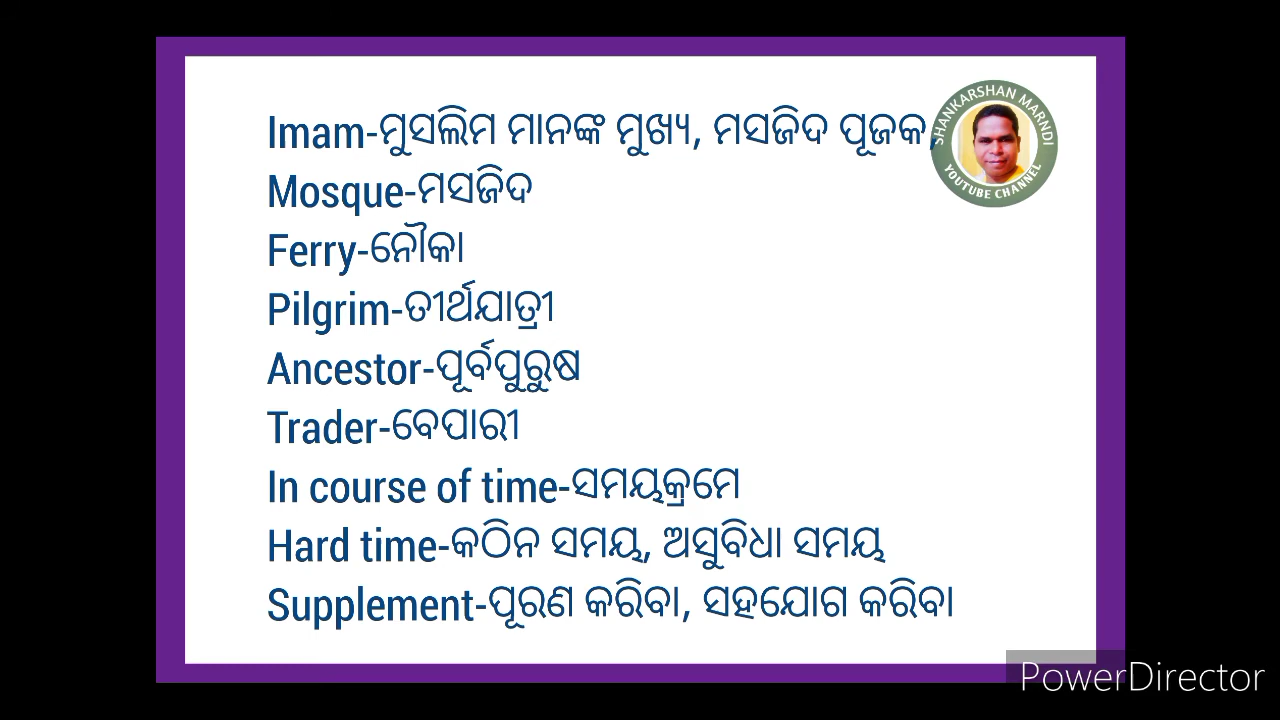 Imam-ମୁସଲିମ ମାନଙ୍କ ମୁଖ୍ୟ, ମସଜିଦ ପୂଜକ,
SHANKARSHAN MARNDI
YOUTUBE CHANNEL
Mosque-ମସଜିଦ
Ferry-ନୌକା
Pilgrim-ତୀର୍ଥଯାତ୍ରୀ
Ancestor-ପୂର୍ବପୁରୁଷ
Trader-ବେପାରୀ
In course of time-ସମୟକ୍ରମେ
Hard time-କଠିନ ସମୟ, ଅସୁବିଧା ସମୟ
Supplement-ପୂରଣ କରିବା, ସହଯୋଗ କରିବା
PowerDirector